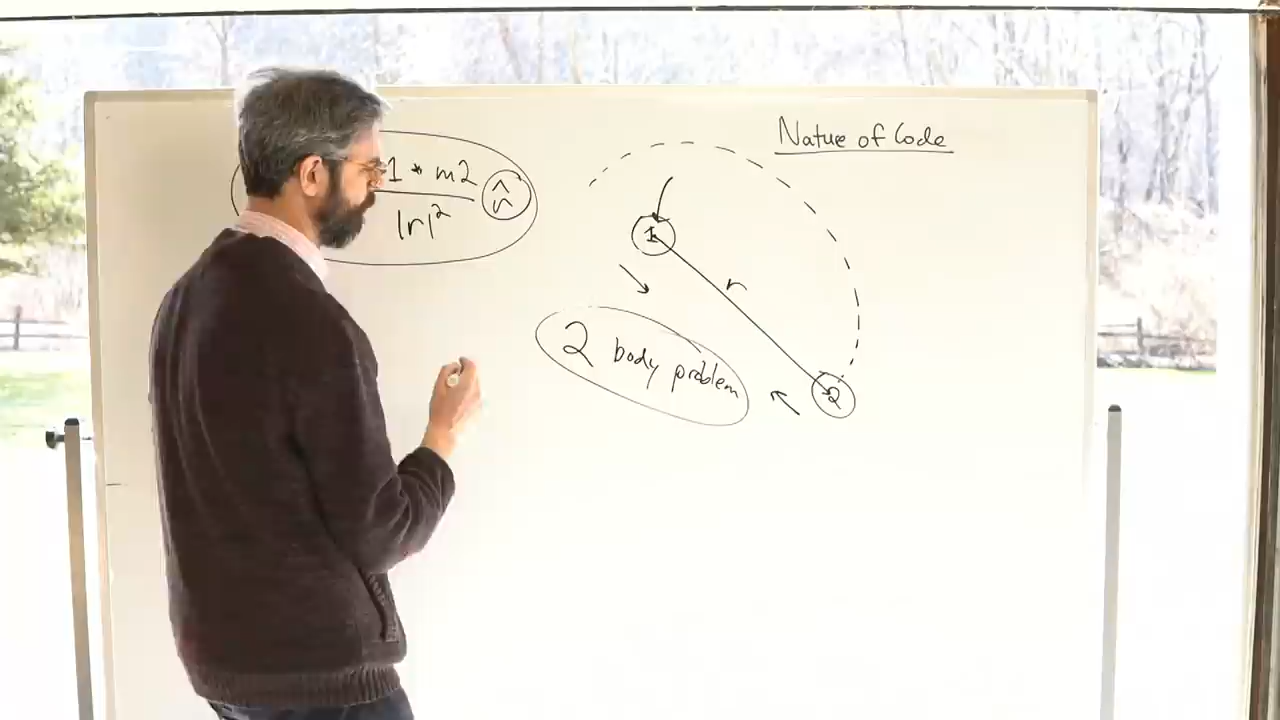 Nature of Code
1 * m2
|r|²
r̂
1
r
2 body problem
2